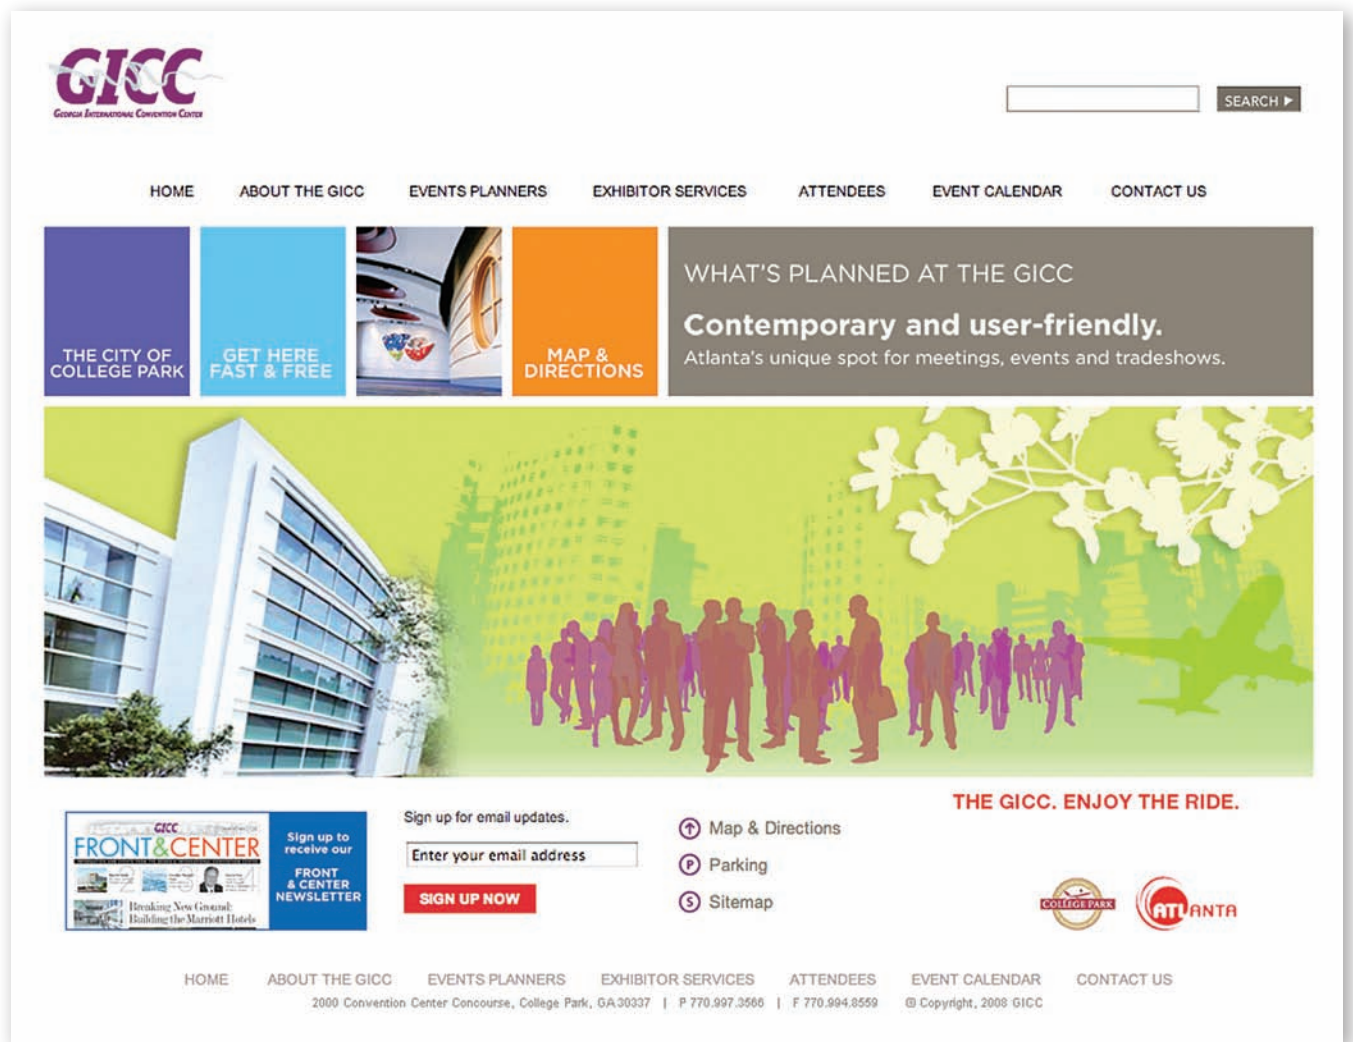 GICC
GEORGIA INTERNATIONAL CONVENTION CENTER
SEARCH
HOME ABOUT THE GICC EVENTS PLANNERS EXHIBITOR SERVICES ATTENDEES EVENT CALENDAR CONTACT US
THE CITY OF
COLLEGE PARK
GET HERE
FAST & FREE
MAP &
DIRECTIONS
WHAT'S PLANNED AT THE GICC
Contemporary and user-friendly.
Atlanta's unique spot for meetings, events and tradeshows.
THE GICC. ENJOY THE RIDE.
GICC
FRONT&CENTER
2 3 4
Breaking New Ground:
Building the Marriott Hotels
Sign up to
receive our
FRONT
& CENTER
NEWSLETTER
Sign up for email updates.
Enter your email address
SIGN UP NOW
Map & Directions
P Parking
S Sitemap
COLLEGE PARK
ATLANTA
HOME ABOUT THE GICC EVENTS PLANNERS EXHIBITOR SERVICES ATTENDEES EVENT CALENDAR CONTACT US
2000 Convention Center Concourse, College Park, GA 30337 | P 770.997.3566 | F 770.994.8559 © Copyright, 2008 GICC